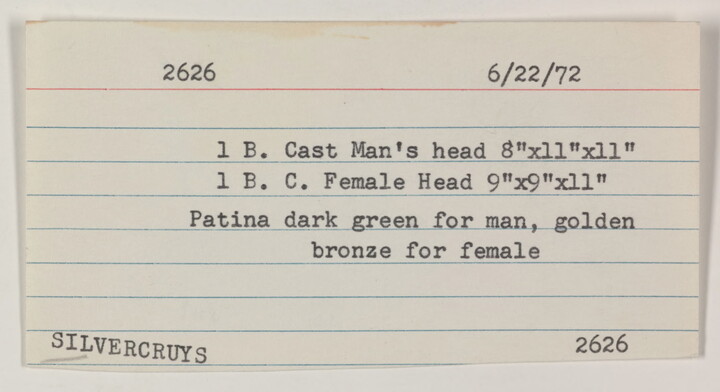 2626 6/22/72
1 B. Cast Man's head 8"x11"x11"
1 B. C. Female Head 9"x9"x11"
Patina dark green for man, golden
bronze for female
SILVERCRUYS 2626